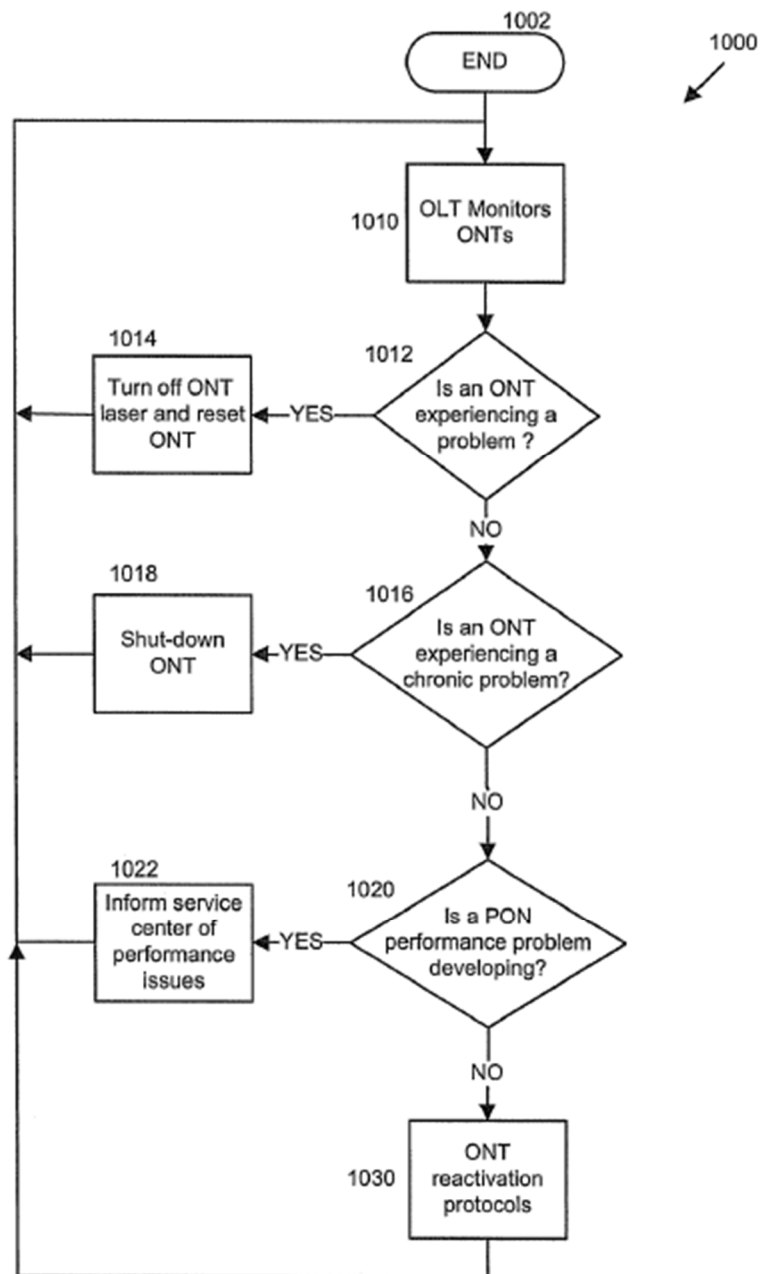 1002
END
1000
1010
OLT Monitors
ONTs
1014
Turn off ONT
laser and reset
ONT
YES
1012
Is an ONT
experiencing a
problem ?
NO
1018
Shut-down
ONT
YES
1016
Is an ONT
experiencing a
chronic problem?
NO
1022
Inform service
center of
performance
issues
YES
1020
Is a PON
performance problem
developing?
NO
1030
ONT
reactivation
protocols